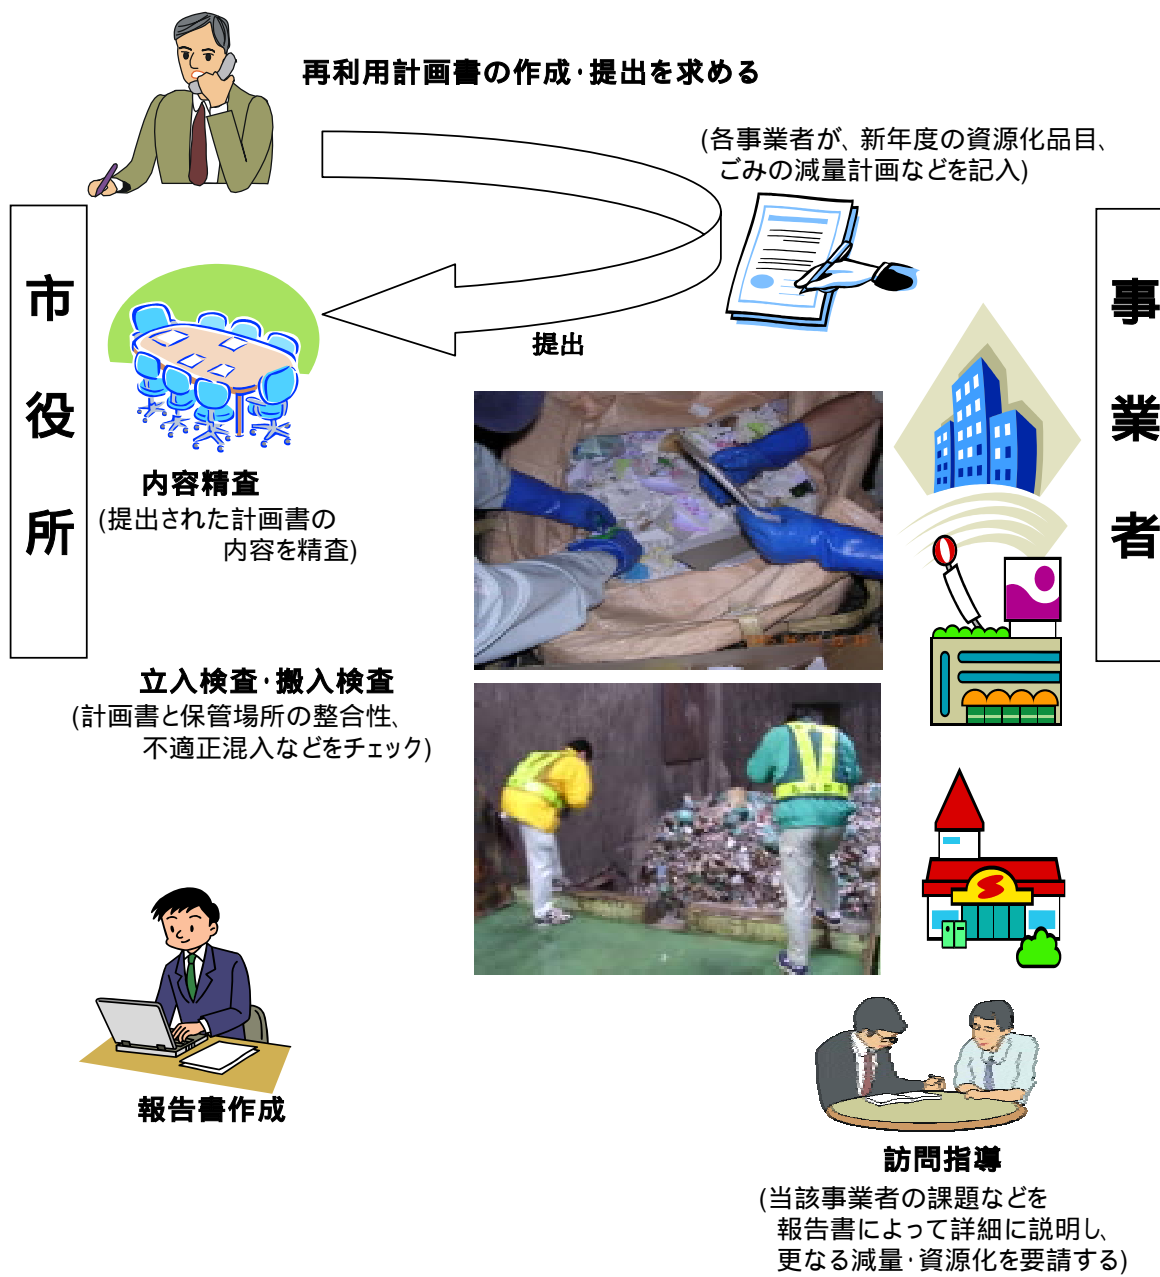 再利用計画書の作成・提出を求める
(各事業者が、新年度の資源化品目、
ごみの減量計画などを記入)
市役所
事業者
提出
内容精査
(提出された計画書の
内容を精査)
立入検査・搬入検査
(計画書と保管場所の整合性、
不適正混入などをチェック)
報告書作成
訪問指導
(当該事業者の課題などを
報告書によって詳細に説明し、
更なる減量・資源化を要請する)